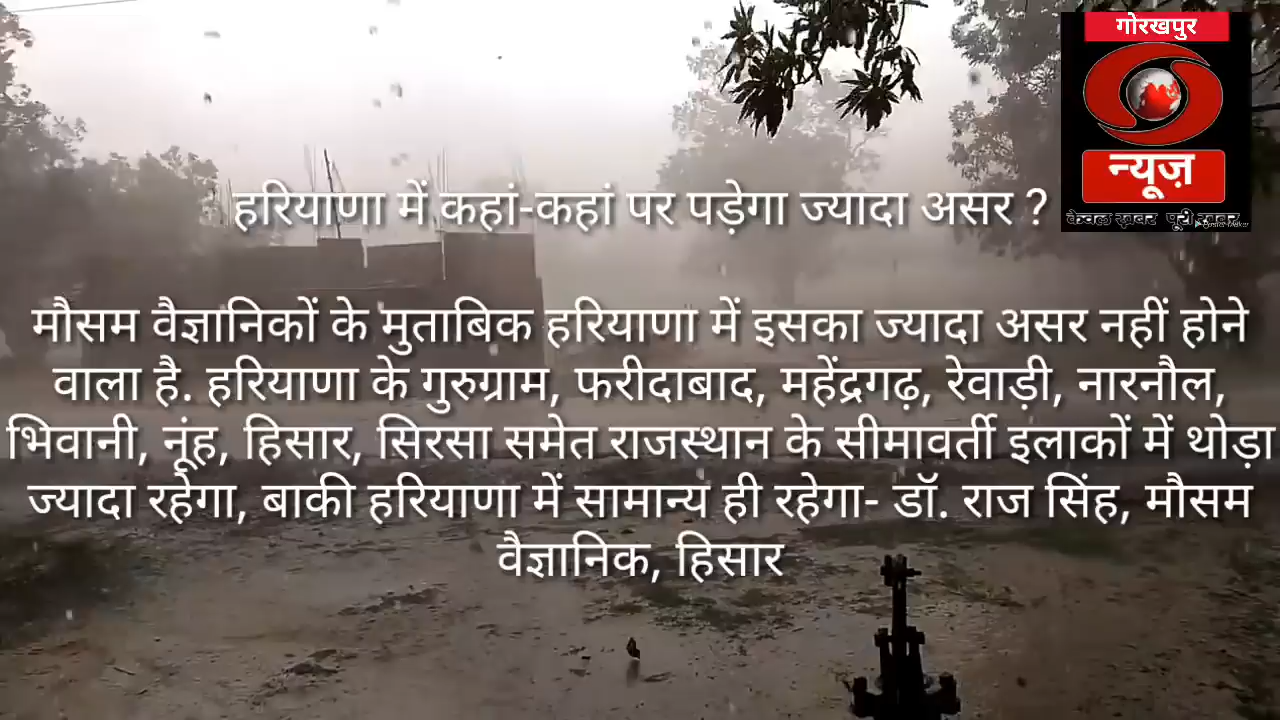 गोरखपुर
न्यूज़
केवल ख़बर पूरी ख़बर
हरियाणा में कहां-कहां पर पड़ेगा ज्यादा असर ?
मौसम वैज्ञानिकों के मुताबिक हरियाणा में इसका ज्यादा असर नहीं होने
वाला है. हरियाणा के गुरुग्राम, फरीदाबाद, महेंद्रगढ़, रेवाड़ी, नारनौल,
भिवानी, नूंह, हिसार, सिरसा समेत राजस्थान के सीमावर्ती इलाकों में थोड़ा
ज्यादा रहेगा, बाकी हरियाणा में सामान्य ही रहेगा- डॉ. राज सिंह, मौसम
वैज्ञानिक, हिसार